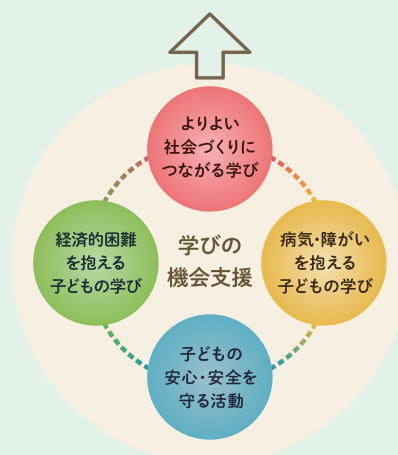 よりよい
社会づくりに
つながる学び
経済的困難
を抱える
子どもの学び
学びの
機会支援
病気・障がい
を抱える
子どもの学び
子どもの
安心・安全を
守る活動